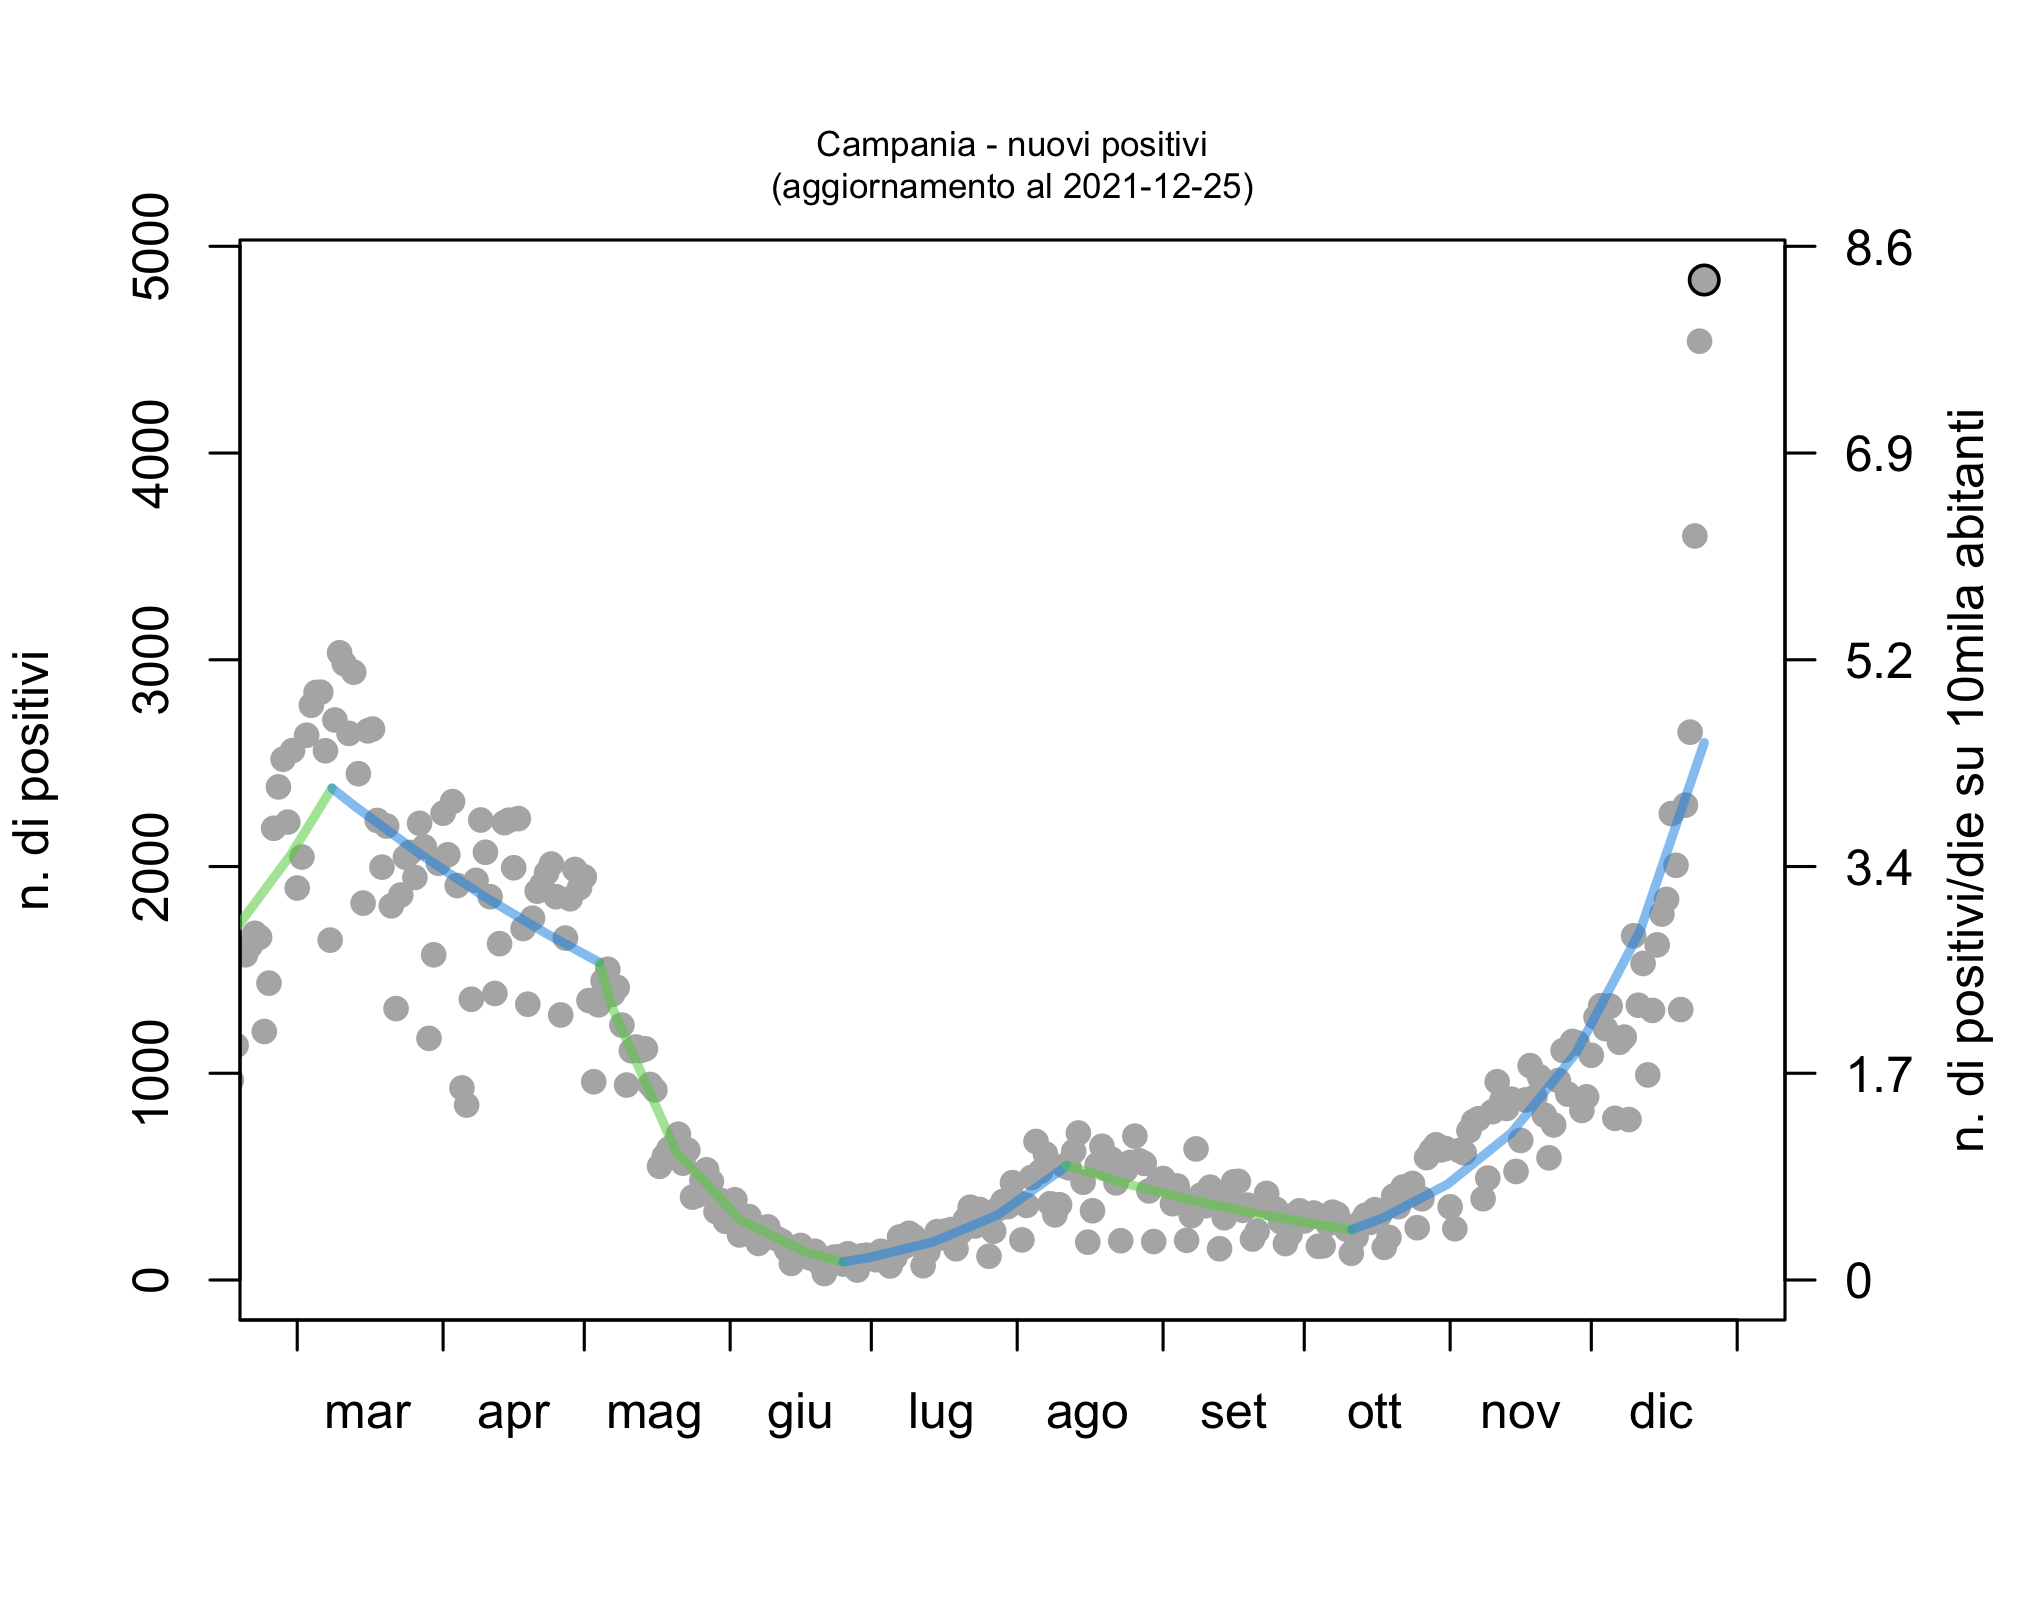 Campania - nuovi positivi
(aggiornamento al 2021-12-25)
n. di positivi
5000
4000
3000
2000
1000
0
8.6
6.9
5.2
3.4
1.7
0
n. di positivi/die su 10mila abitanti
mar apr mag giu lug ago set ott nov dic